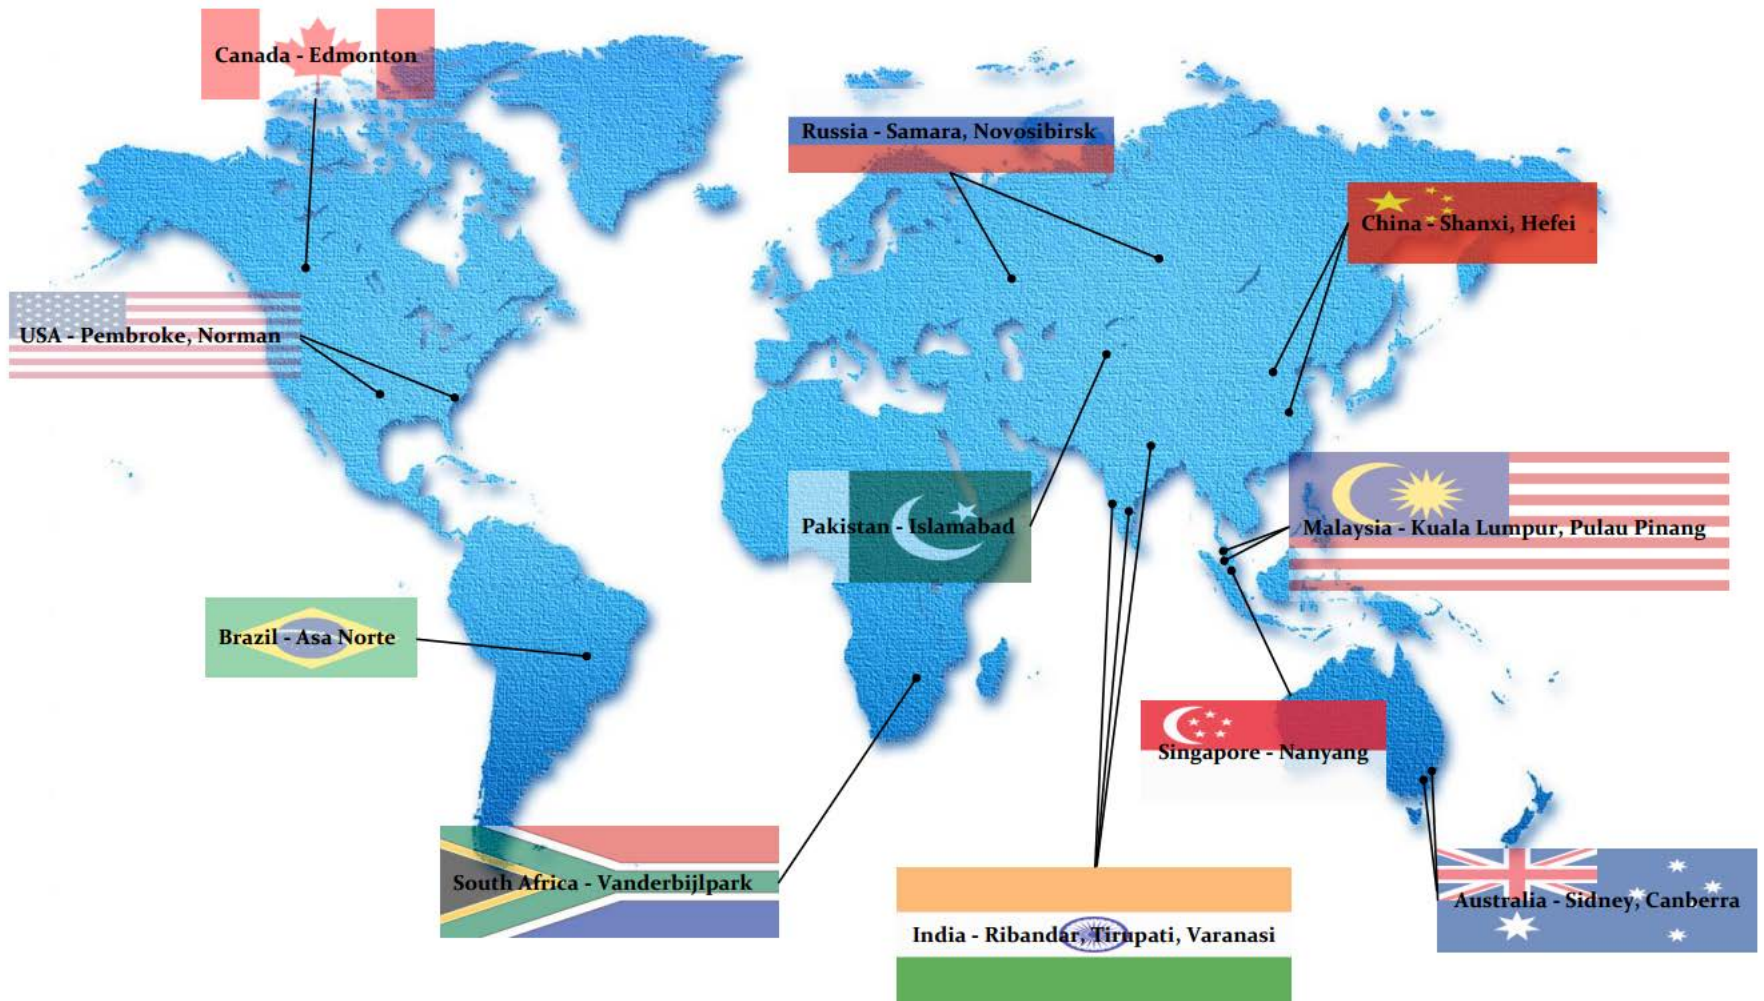 Canada - Edmonton
Russia - Samara, Novosibirsk
China - Shanxi, Hefei
USA - Pembroke, Norman
Pakistan - Islamabad
Malaysia - Kuala Lumpur, Pulau Pinang
Brazil - Asa Norte
Singapore - Nanyang
South Africa - Vanderbijlpark
Australia - Sidney, Canberra
India - Ribandar, Tirupati, Varanasi